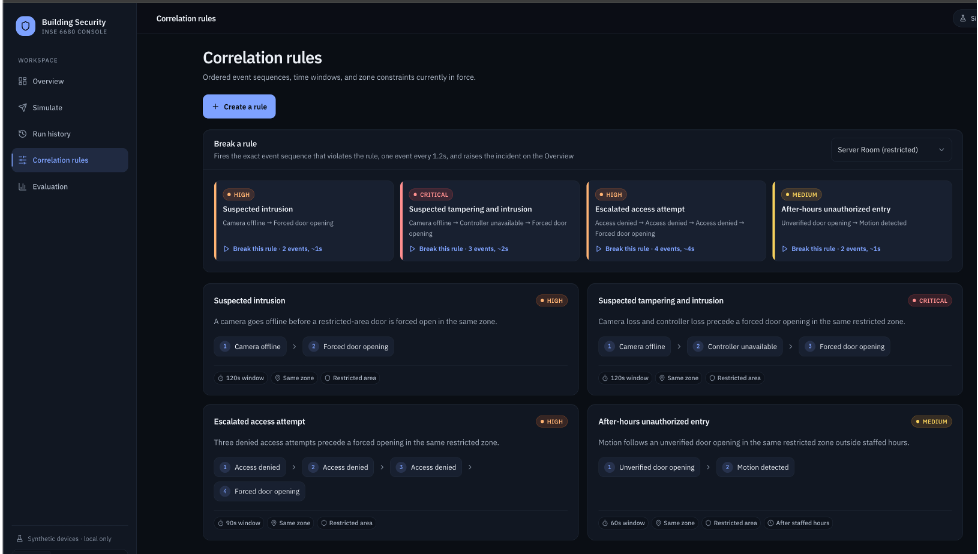 Building Security
INSE 6680 CONSOLE
WORKSPACE
Overview
Simulate
Run history
Correlation rules
Evaluation
Synthetic devices · local only
Correlation rules
Correlation rules
Ordered event sequences, time windows, and zone constraints currently in force.
+ Create a rule
Break a rule
Fires the exact event sequence that violates the rule, one event every 1.2s, and raises the incident on the Overview
Server Room (restricted)
HIGH
Suspected intrusion
Camera offline → Forced door opening
Break this rule · 2 events, ~1s
CRITICAL
Suspected tampering and intrusion
Camera offline → Controller unavailable → Forced door
opening
Break this rule · 3 events, ~2s
HIGH
Escalated access attempt
Access denied → Access denied → Access denied →
Forced door opening
Break this rule · 4 events, ~4s
MEDIUM
After-hours unauthorized entry
Unverified door opening → Motion detected
Break this rule · 2 events, ~1s
Suspected intrusion HIGH
A camera goes offline before a restricted-area door is forced open in the same zone.
1 Camera offline > 2 Forced door opening
120s window Same zone Restricted area
Suspected tampering and intrusion CRITICAL
Camera loss and controller loss precede a forced door opening in the same restricted zone.
1 Camera offline > 2 Controller unavailable > 3 Forced door opening
120s window Same zone Restricted area
Escalated access attempt HIGH
Three denied access attempts precede a forced opening in the same restricted zone.
1 Access denied > 2 Access denied > 3 Access denied >
4 Forced door opening
90s window Same zone Restricted area
After-hours unauthorized entry MEDIUM
Motion follows an unverified door opening in the same restricted zone outside staffed hours.
1 Unverified door opening > 2 Motion detected
60s window Same zone Restricted area After staffed hours